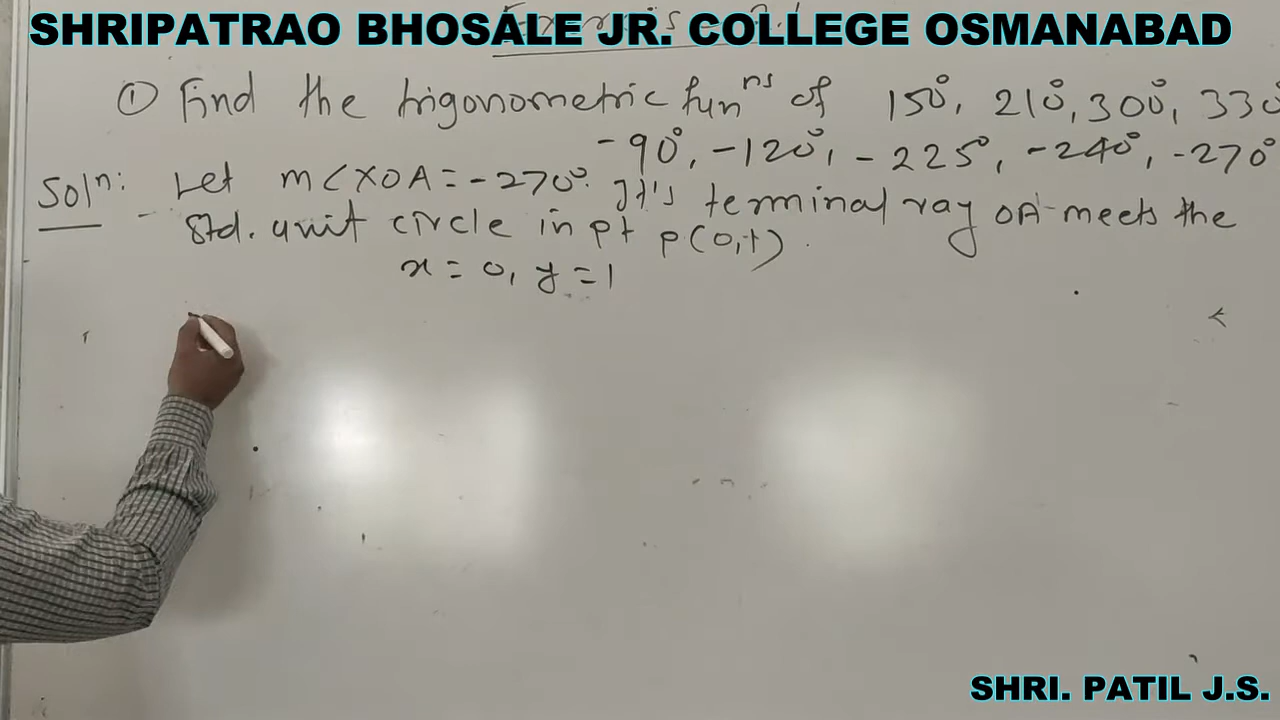 SHRIPATRAO BHOSALE JR. COLLEGE OSMANABAD
① Find the trigonometric funⁿˢ of 150°, 210°, 300°, 330°
-90°, -120°, -225°, -240°, -270°
Solⁿ: Let m<XOA = -270°. It's terminal ray OA meets the
Std. unit circle in pt P(0,1).
x = 0, y = 1
SHRI. PATIL J.S.